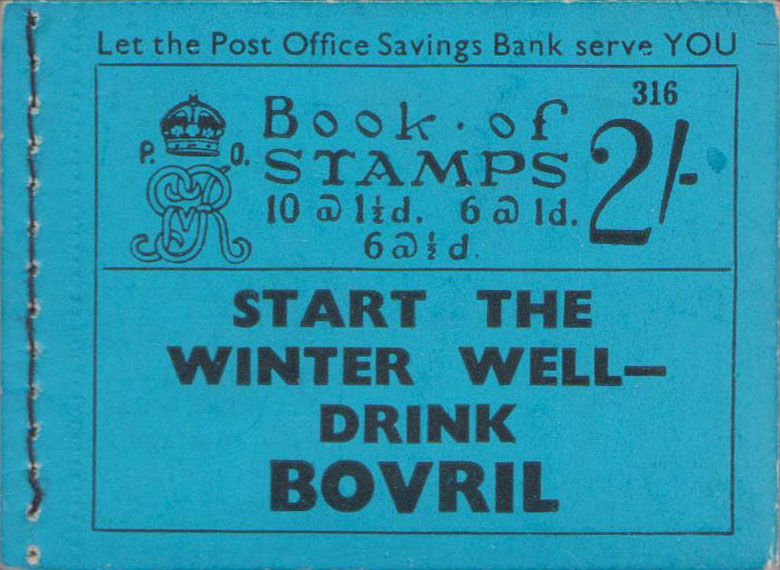 Let the Post Office Savings Bank serve YOU
316
P. O.
GR
Book · of
STAMPS
2/-
10 @ 1½d. 6 @ 1d.
6 @ ½d.
START THE
WINTER WELL—
DRINK
BOVRIL